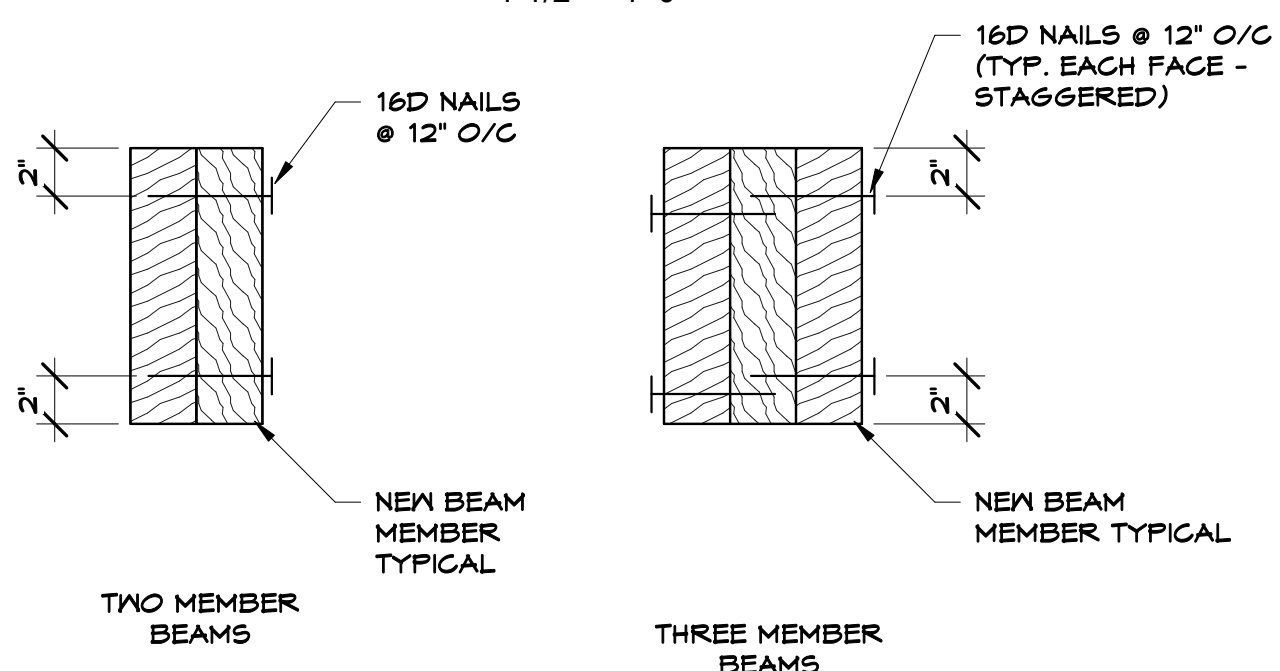 16D NAILS @ 12" O/C
(TYP. EACH FACE -
STAGGERED)
16D NAILS
@ 12" O/C
2"
2"
2"
2"
NEW BEAM
MEMBER
TYPICAL
NEW BEAM
MEMBER TYPICAL
TWO MEMBER
BEAMS
THREE MEMBER
BEAMS